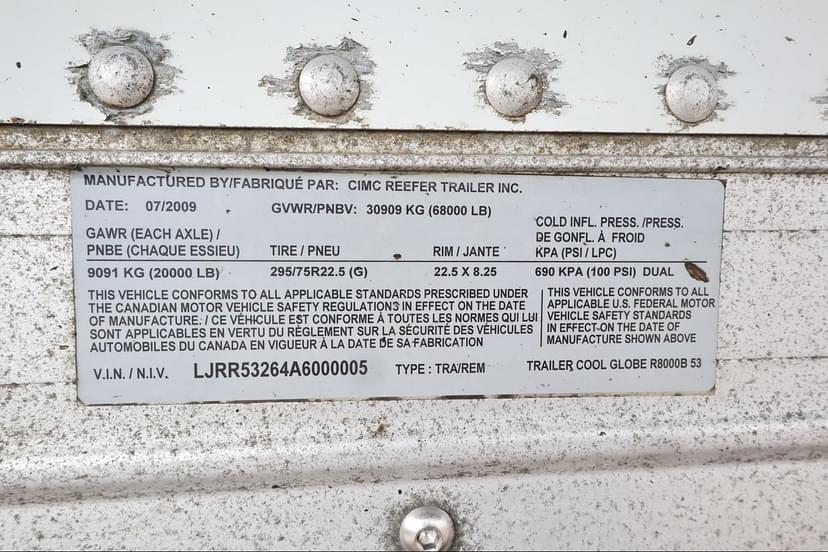 MANUFACTURED BY/FABRIQUÉ PAR: CIMC REEFER TRAILER INC.
DATE: 07/2009 GVWR/PNBV: 30909 KG (68000 LB)
GAWR (EACH AXLE) /
PNBE (CHAQUE ESSIEU) TIRE / PNEU RIM / JANTE
COLD INFL. PRESS. /PRESS.
DE GONFL. À FROID
KPA (PSI / LPC)
9091 KG (20000 LB) 295/75R22.5 (G) 22.5 X 8.25 690 KPA (100 PSI) DUAL
THIS VEHICLE CONFORMS TO ALL APPLICABLE STANDARDS PRESCRIBED UNDER
THE CANADIAN MOTOR VEHICLE SAFETY REGULATIONS IN EFFECT ON THE DATE
OF MANUFACTURE. / CE VÉHICULE EST CONFORME À TOUTES LES NORMES QUI LUI
SONT APPLICABLES EN VERTU DU RÈGLEMENT SUR LA SÉCURITÉ DES VÉHICULES
AUTOMOBILES DU CANADA EN VIGUEUR À LA DATE DE SA FABRICATION
THIS VEHICLE CONFORMS TO ALL
APPLICABLE U.S. FEDERAL MOTOR
VEHICLE SAFETY STANDARDS
IN EFFECT ON THE DATE OF
MANUFACTURE SHOWN ABOVE
V.I.N. / N.I.V. LJRR53264A6000005 TYPE : TRA/REM TRAILER COOL GLOBE R8000B 53